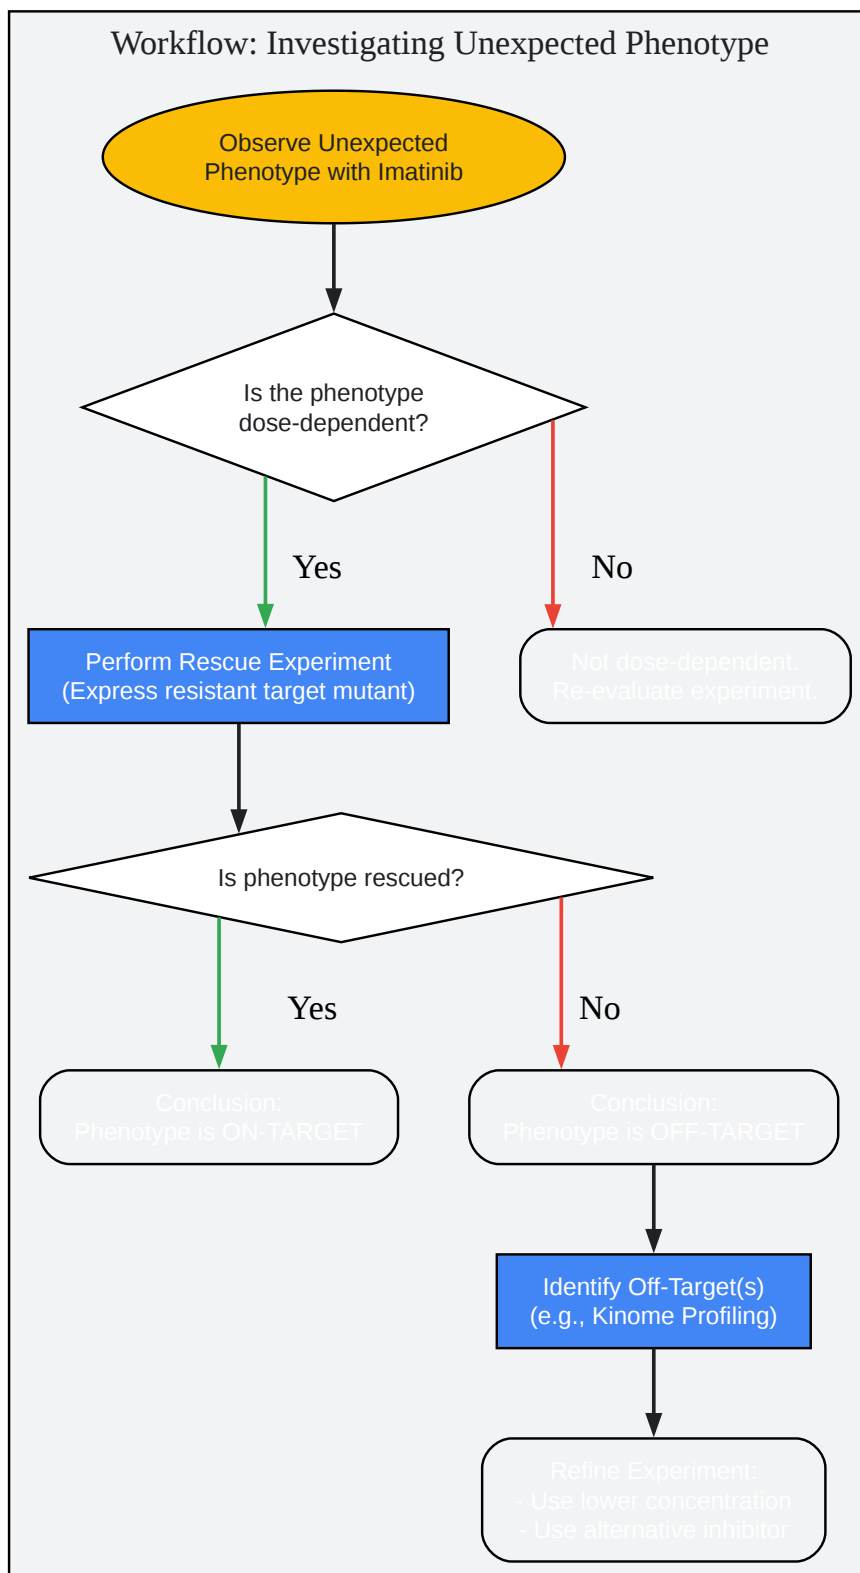 Workflow: Investigating Unexpected Phenotype
Observe Unexpected
Phenotype with Imatinib
Is the phenotype
dose-dependent?
Yes
No
Perform Rescue Experiment
(Express resistant target mutant)
Not dose-dependent.
Re-evaluate experiment.
Is phenotype rescued?
Yes
No
Conclusion:
Phenotype is ON-TARGET
Conclusion:
Phenotype is OFF-TARGET
Identify Off-Target(s)
(e.g., Kinome Profiling)
Refine Experiment:
- Use lower concentration
- Use alternative inhibitor